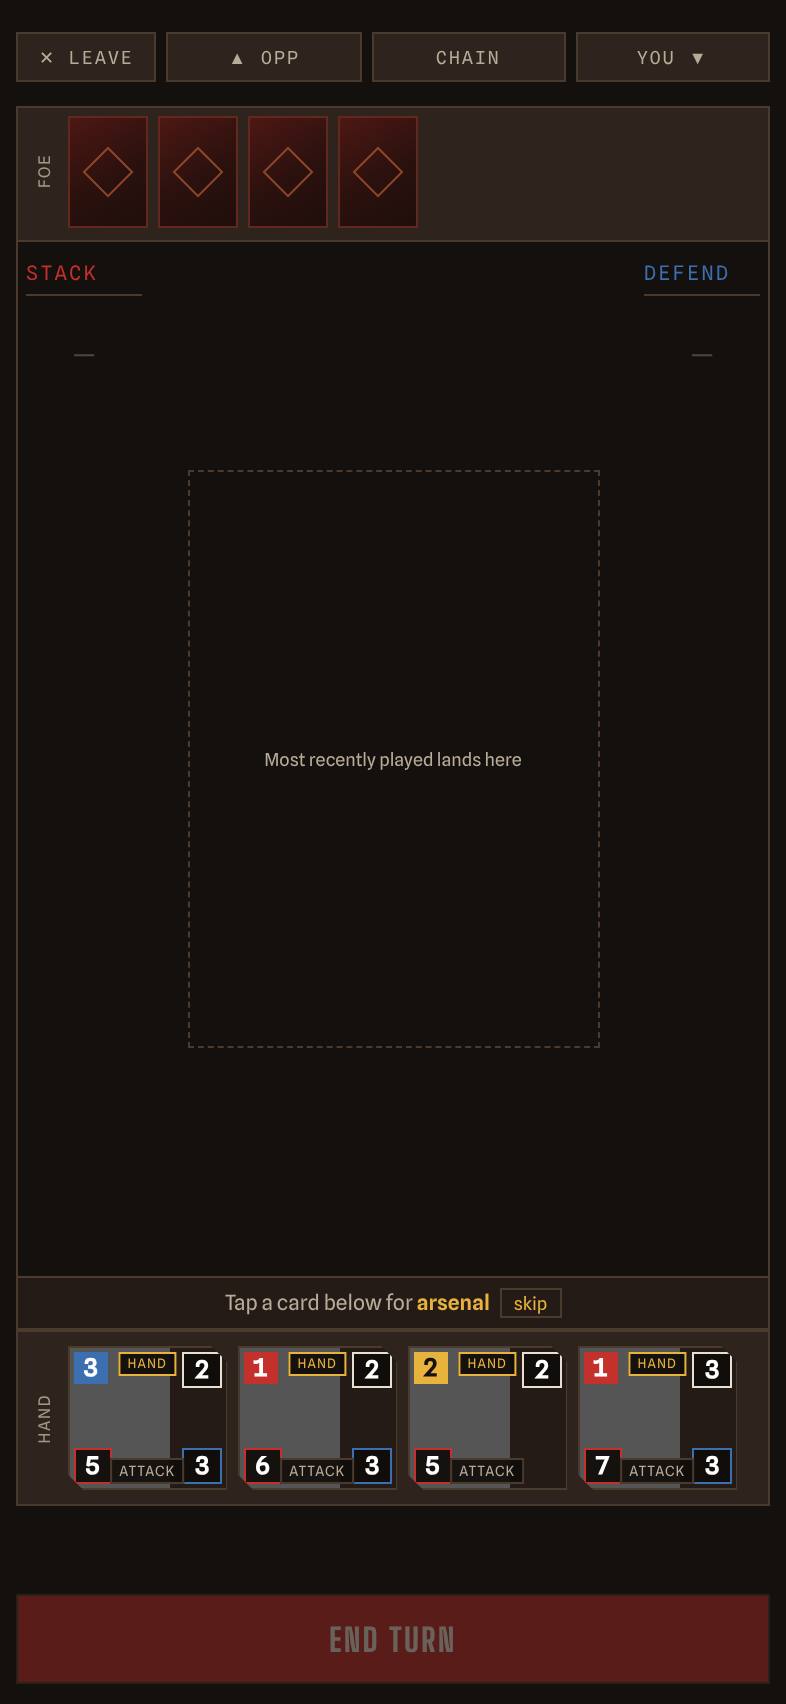 ✕ LEAVE
▲ OPP
CHAIN
YOU ▼
FOE
STACK
DEFEND
—
—
Most recently played lands here
Tap a card below for arsenal skip
HAND
3 HAND 2
5 ATTACK 3
1 HAND 2
6 ATTACK 3
2 HAND 2
5 ATTACK
1 HAND 3
7 ATTACK 3
END TURN